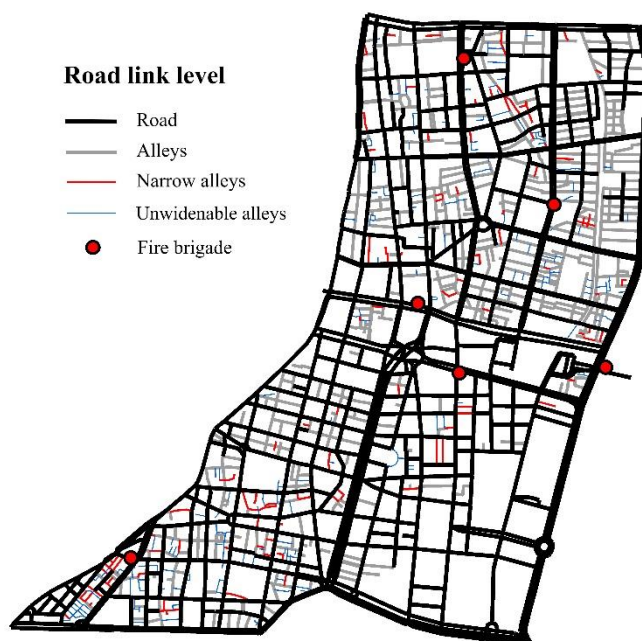 Road link level
Road
Alleys
Narrow alleys
Unwidenable alleys
Fire brigade